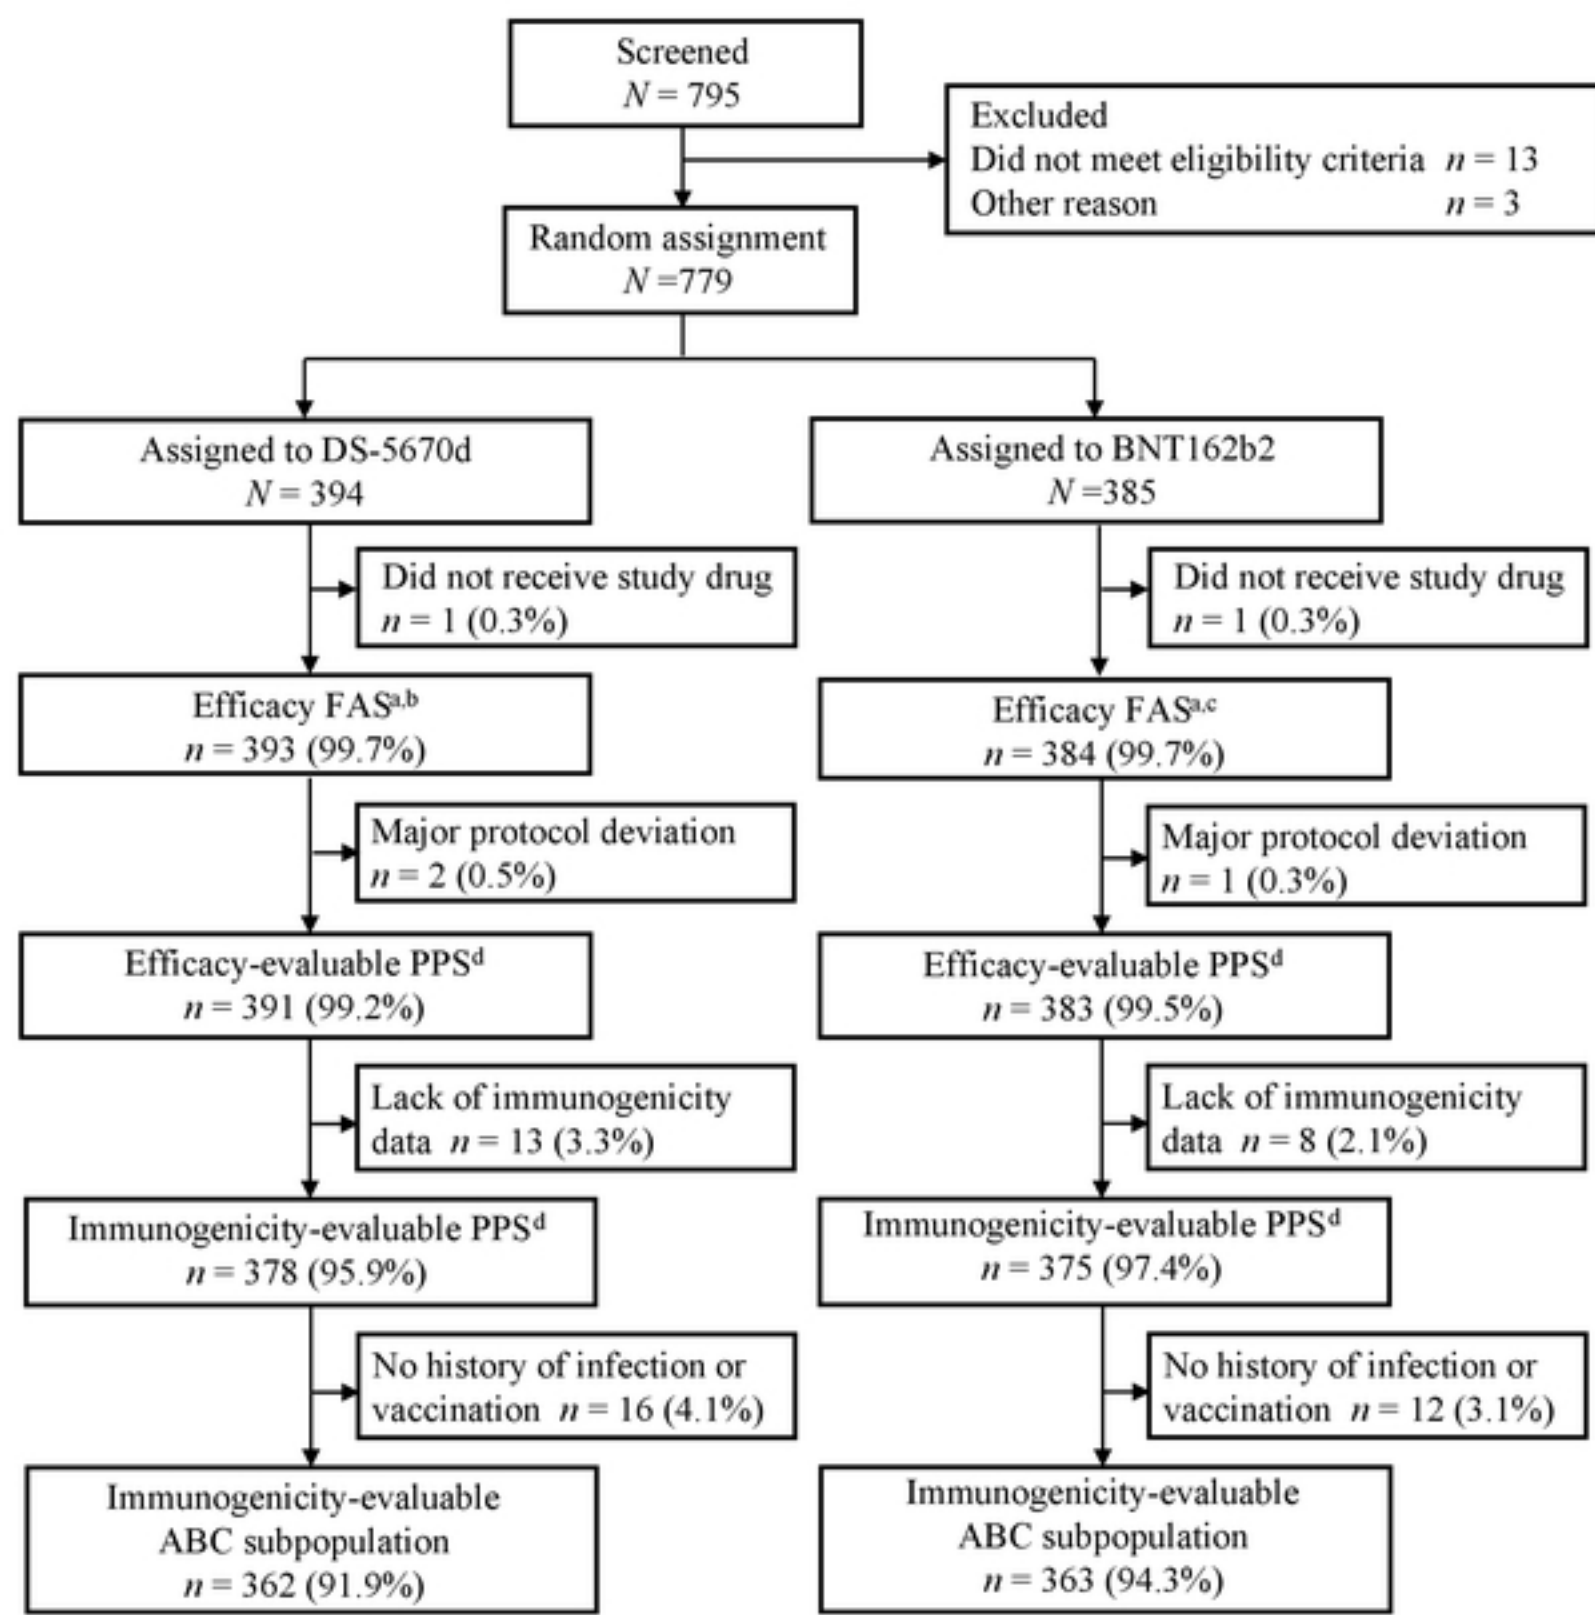 Screened
N = 795
Excluded
Did not meet eligibility criteria n = 13
Other reason n = 3
Random assignment
N =779
Assigned to DS-5670d
N = 394
Assigned to BNT162b2
N =385
Did not receive study drug
n = 1 (0.3%)
Did not receive study drug
n = 1 (0.3%)
Efficacy FASa,b
n = 393 (99.7%)
Efficacy FASa,c
n = 384 (99.7%)
Major protocol deviation
n = 2 (0.5%)
Major protocol deviation
n = 1 (0.3%)
Efficacy-evaluable PPSd
n = 391 (99.2%)
Efficacy-evaluable PPSd
n = 383 (99.5%)
Lack of immunogenicity
data n = 13 (3.3%)
Lack of immunogenicity
data n = 8 (2.1%)
Immunogenicity-evaluable PPSd
n = 378 (95.9%)
Immunogenicity-evaluable PPSd
n = 375 (97.4%)
No history of infection or
vaccination n = 16 (4.1%)
No history of infection or
vaccination n = 12 (3.1%)
Immunogenicity-evaluable
ABC subpopulation
n = 362 (91.9%)
Immunogenicity-evaluable
ABC subpopulation
n = 363 (94.3%)